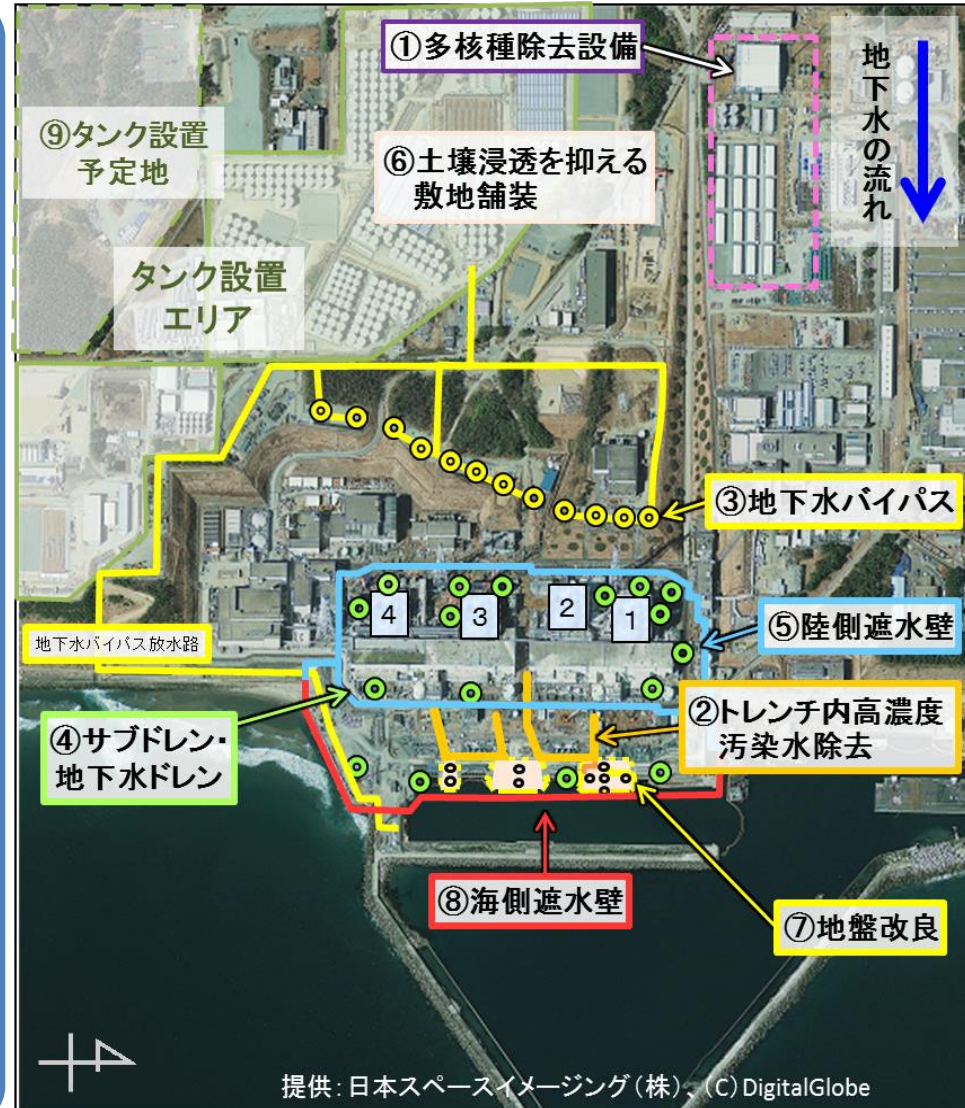 ①多核種除去設備
地下水の流れ
⑨タンク設置
予定地
⑥土壌浸透を抑える
敷地舗装
タンク設置
エリア
③地下水バイパス
4
3
2
1
⑤陸側遮水壁
地下水バイパス放水路
②トレンチ内高濃度
汚染水除去
④サブドレン・
地下水ドレン
⑧海側遮水壁
⑦地盤改良
提供：日本スペースイメージング（株）、（C）DigitalGlobe